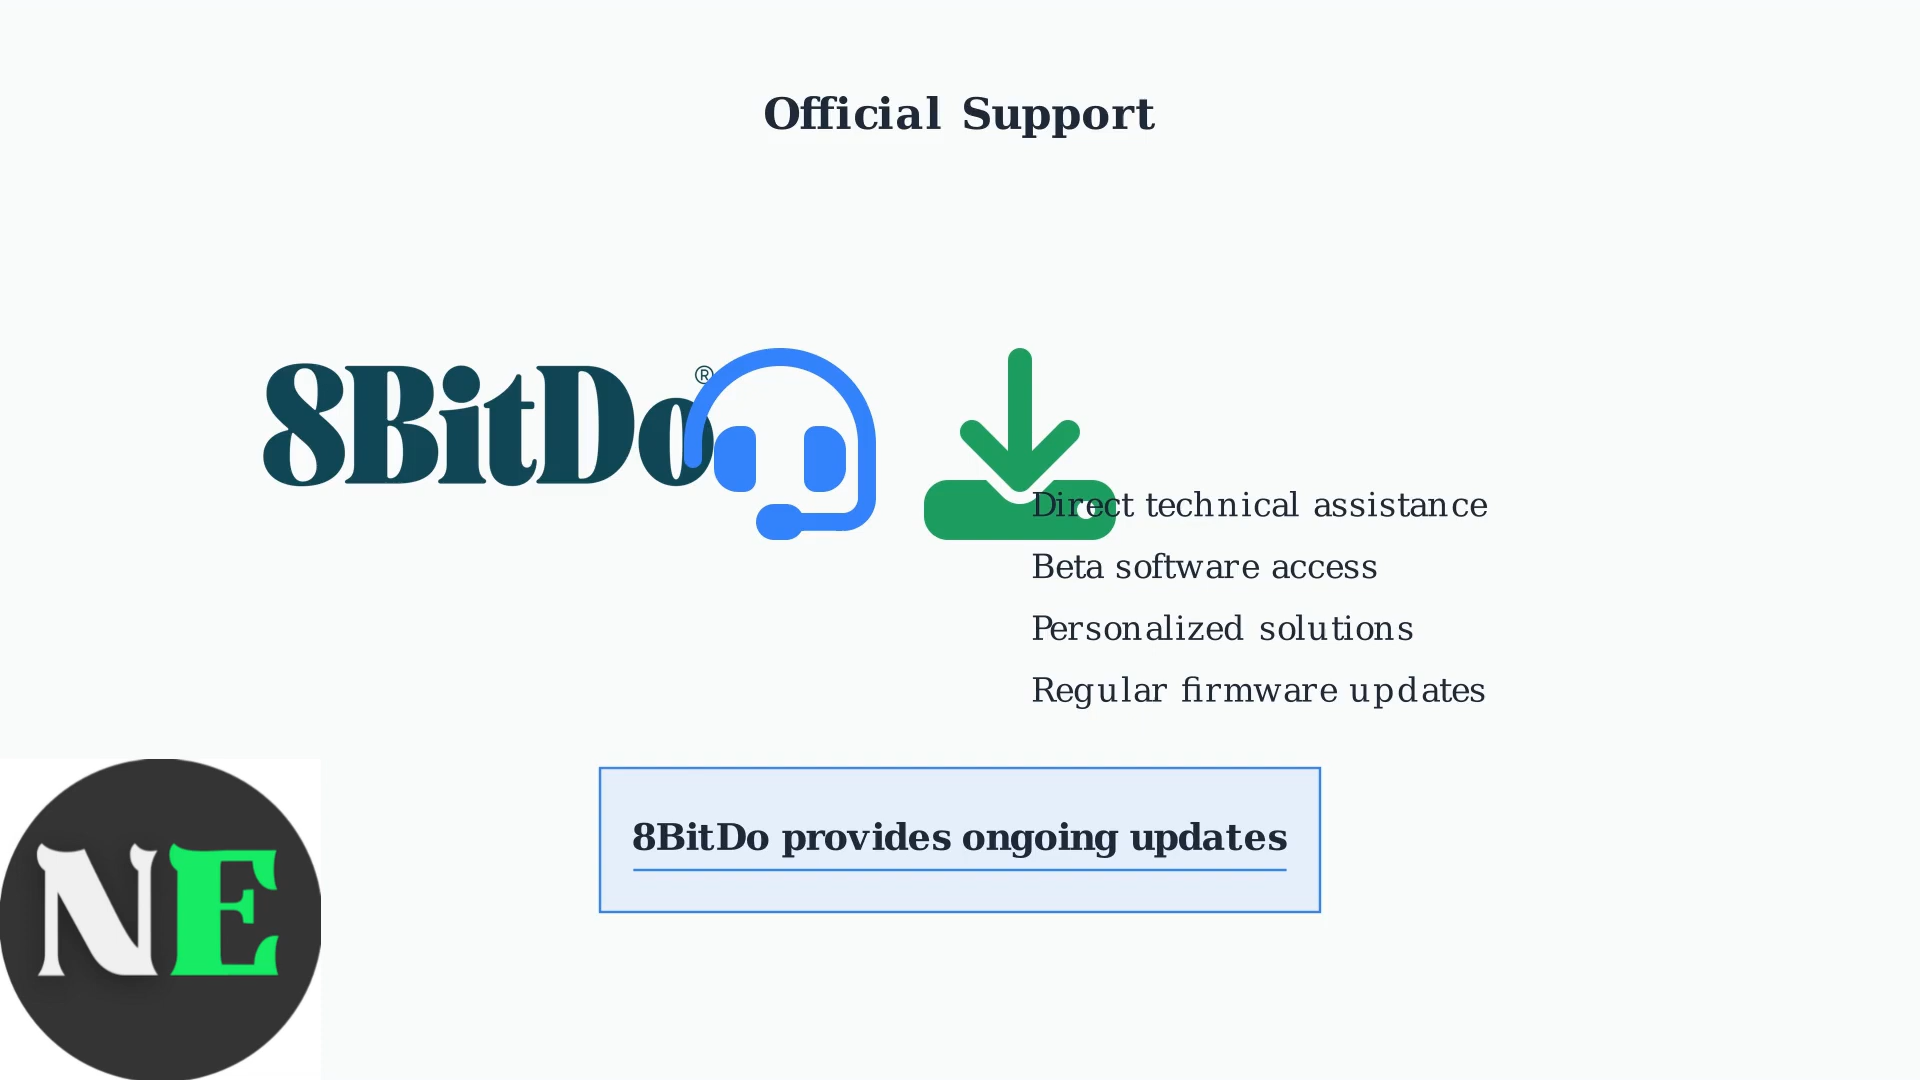 Official Support
8BitDo®
Direct technical assistance
Beta software access
Personalized solutions
Regular firmware updates
8BitDo provides ongoing updates
NE